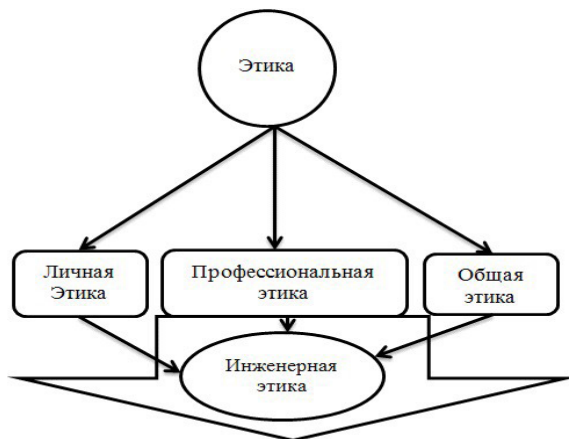 Этика
Личная
Этика
Профессиональная
этика
Общая
этика
Инженерная
этика